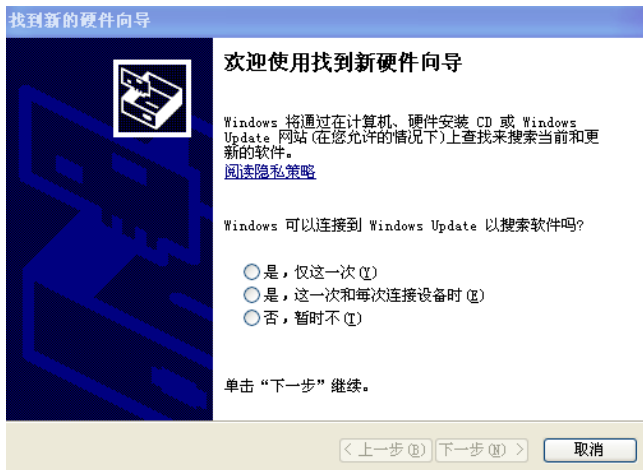 找到新的硬件向导
欢迎使用找到新硬件向导
Windows 将通过在计算机、硬件安装 CD 或 Windows
Update 网站(在您允许的情况下)上查找来搜索当前和更
新的软件。
阅读隐私策略
Windows 可以连接到 Windows Update 以搜索软件吗?
是，仅这一次(Y)
是，这一次和每次连接设备时(E)
否，暂时不(T)
单击“下一步”继续。
< 上一步(B) 下一步(N) > 取消